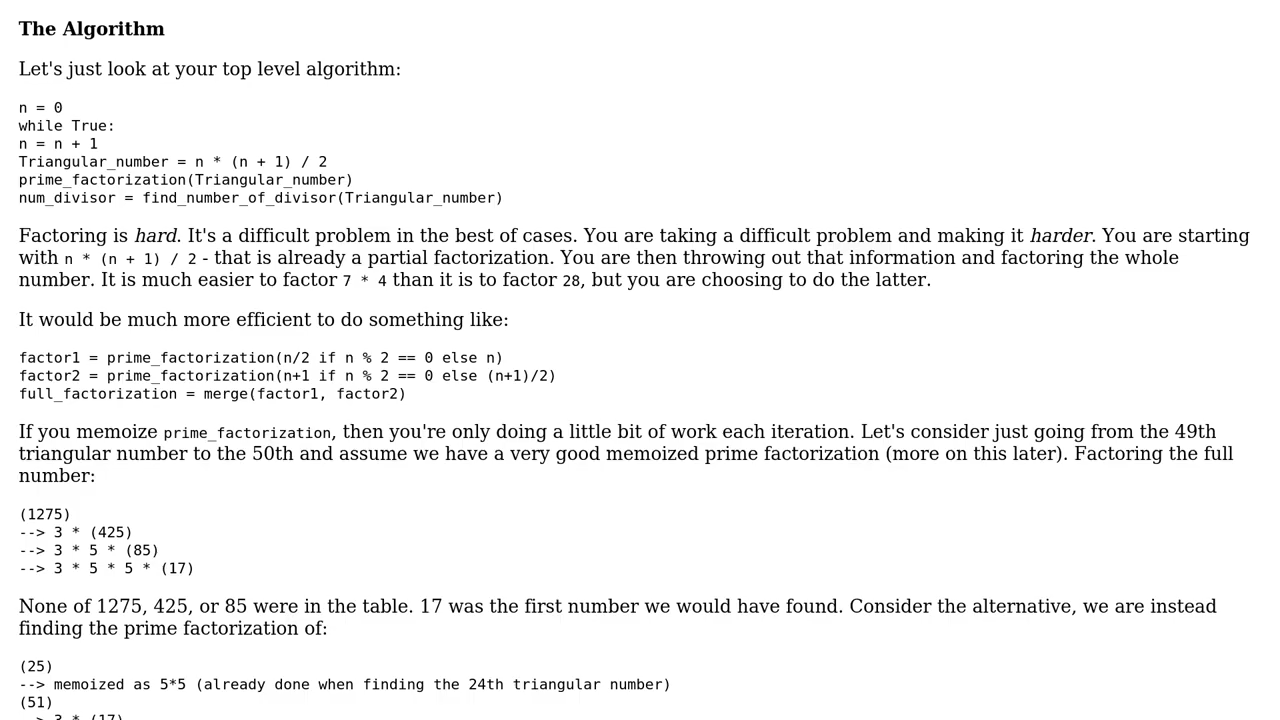 The Algorithm
Let's just look at your top level algorithm:
n = 0
while True:
n = n + 1
Triangular_number = n * (n + 1) / 2
prime_factorization(Triangular_number)
num_divisor = find_number_of_divisor(Triangular_number)
Factoring is hard. It's a difficult problem in the best of cases. You are taking a difficult problem and making it harder. You are starting
with n * (n + 1) / 2 - that is already a partial factorization. You are then throwing out that information and factoring the whole
number. It is much easier to factor 7 * 4 than it is to factor 28, but you are choosing to do the latter.
It would be much more efficient to do something like:
factor1 = prime_factorization(n/2 if n % 2 == 0 else n)
factor2 = prime_factorization(n+1 if n % 2 == 0 else (n+1)/2)
full_factorization = merge(factor1, factor2)
If you memoize prime_factorization, then you're only doing a little bit of work each iteration. Let's consider just going from the 49th
triangular number to the 50th and assume we have a very good memoized prime factorization (more on this later). Factoring the full
number:
(1275)
--> 3 * (425)
--> 3 * 5 * (85)
--> 3 * 5 * 5 * (17)
None of 1275, 425, or 85 were in the table. 17 was the first number we would have found. Consider the alternative, we are instead
finding the prime factorization of:
(25)
--> memoized as 5*5 (already done when finding the 24th triangular number)
(51)
--> 3 * (17)